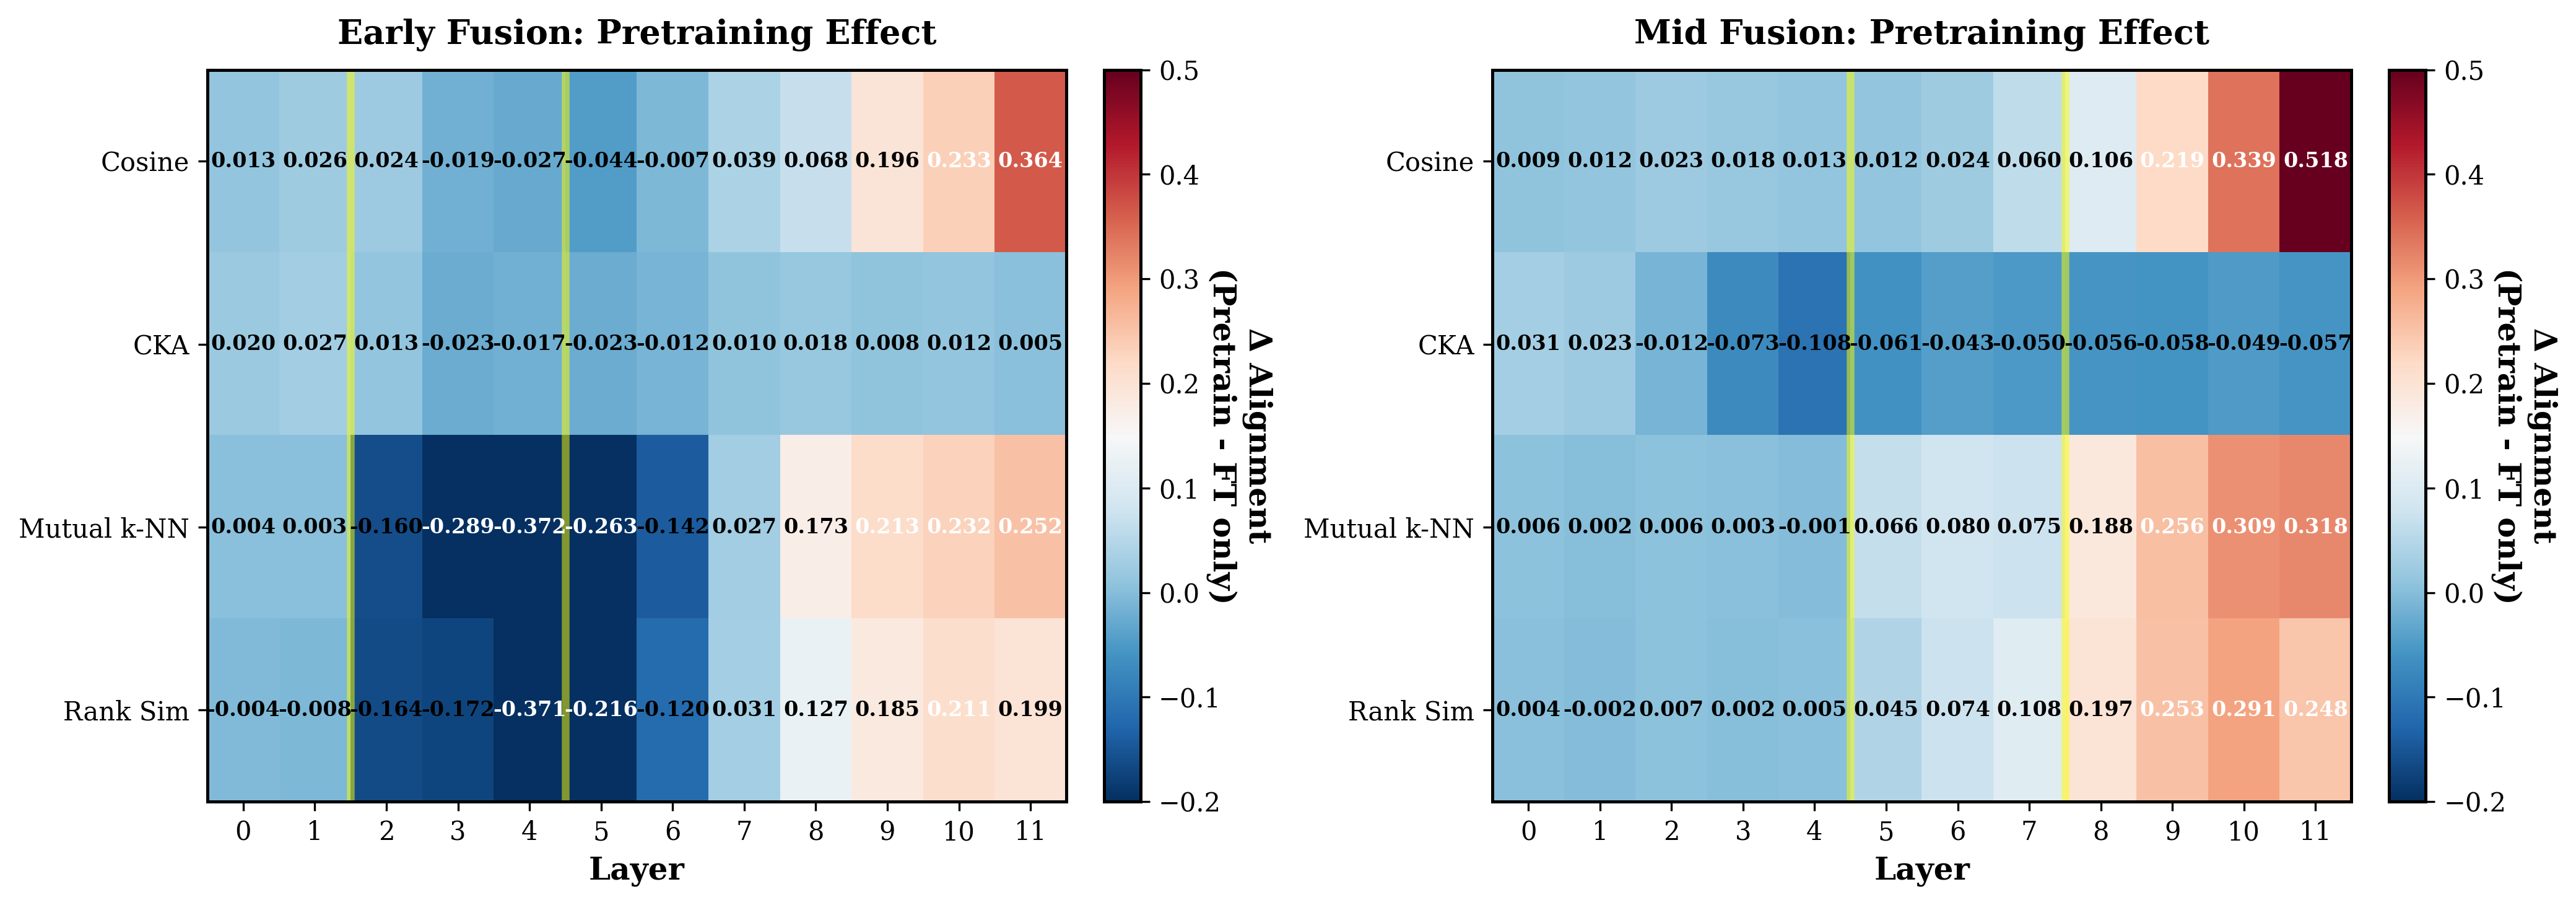 Early Fusion: Pretraining Effect
Cosine 0.013 0.026 0.024 -0.019 -0.027 -0.044 -0.007 0.039 0.068 0.196 0.233 0.364
CKA 0.020 0.027 0.013 -0.023 -0.017 -0.023 -0.012 0.010 0.018 0.008 0.012 0.005
Mutual k-NN 0.004 0.003 -0.160 -0.289 -0.372 -0.263 -0.142 0.027 0.173 0.213 0.232 0.252
Rank Sim -0.004 -0.008 -0.164 -0.172 -0.371 -0.216 -0.120 0.031 0.127 0.185 0.211 0.199
0 1 2 3 4 5 6 7 8 9 10 11
Layer
0.5
0.4
0.3
0.2
0.1
0.0
−0.1
−0.2
Δ Alignment
(Pretrain - FT only)
Mid Fusion: Pretraining Effect
Cosine 0.009 0.012 0.023 0.018 0.013 0.012 0.024 0.060 0.106 0.219 0.339 0.518
CKA 0.031 0.023 -0.012 -0.073 -0.108 -0.061 -0.043 -0.050 -0.056 -0.058 -0.049 -0.057
Mutual k-NN 0.006 0.002 0.006 0.003 -0.001 0.066 0.080 0.075 0.188 0.256 0.309 0.318
Rank Sim 0.004 -0.002 0.007 0.002 0.005 0.045 0.074 0.108 0.197 0.253 0.291 0.248
0 1 2 3 4 5 6 7 8 9 10 11
Layer
0.5
0.4
0.3
0.2
0.1
0.0
−0.1
−0.2
Δ Alignment
(Pretrain - FT only)